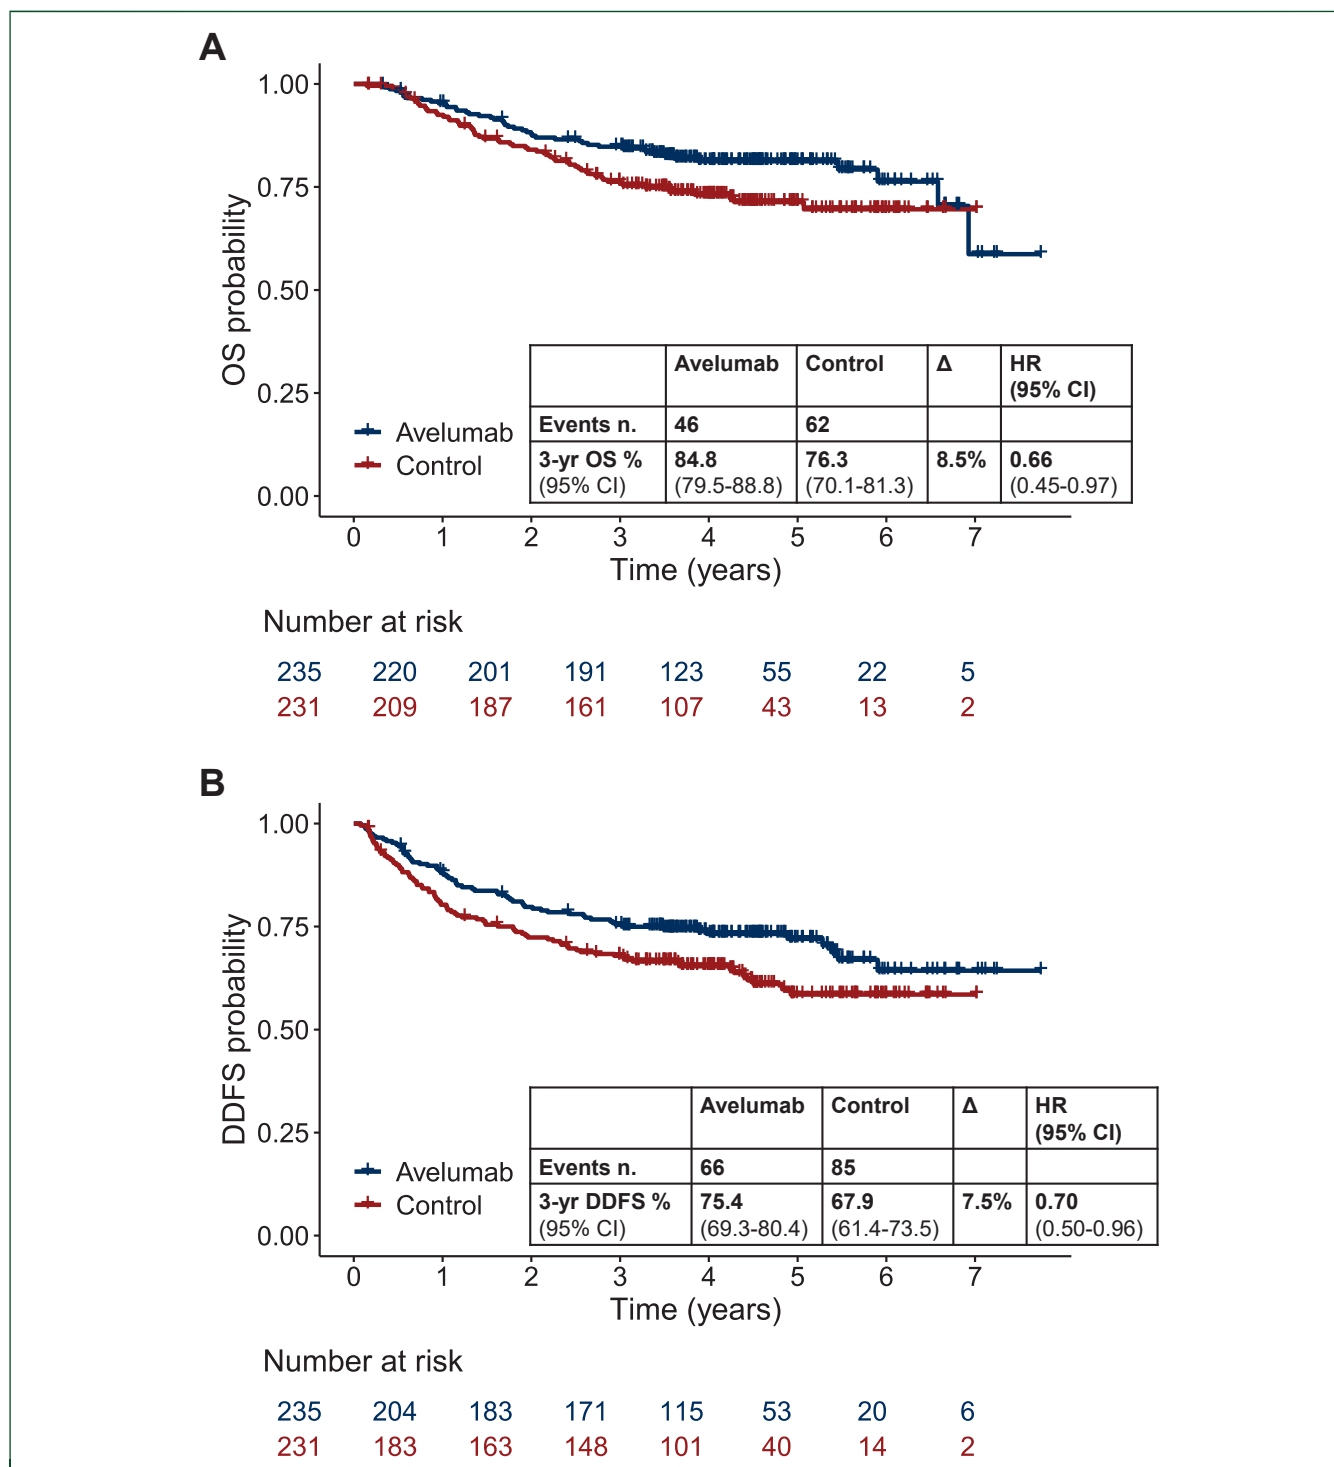 A
1.00
0.75
0.50
0.25
0.00
OS probability
Avelumab
Control
Avelumab Control Δ HR (95% CI)
Events n. 46 62
3-yr OS % (95% CI) 84.8 (79.5-88.8) 76.3 (70.1-81.3) 8.5% 0.66 (0.45-0.97)
0 1 2 3 4 5 6 7
Time (years)
Number at risk
235 220 201 191 123 55 22 5
231 209 187 161 107 43 13 2
B
1.00
0.75
0.50
0.25
0.00
DDFS probability
Avelumab
Control
Avelumab Control Δ HR (95% CI)
Events n. 66 85
3-yr DDFS % (95% CI) 75.4 (69.3-80.4) 67.9 (61.4-73.5) 7.5% 0.70 (0.50-0.96)
0 1 2 3 4 5 6 7
Time (years)
Number at risk
235 204 183 171 115 53 20 6
231 183 163 148 101 40 14 2